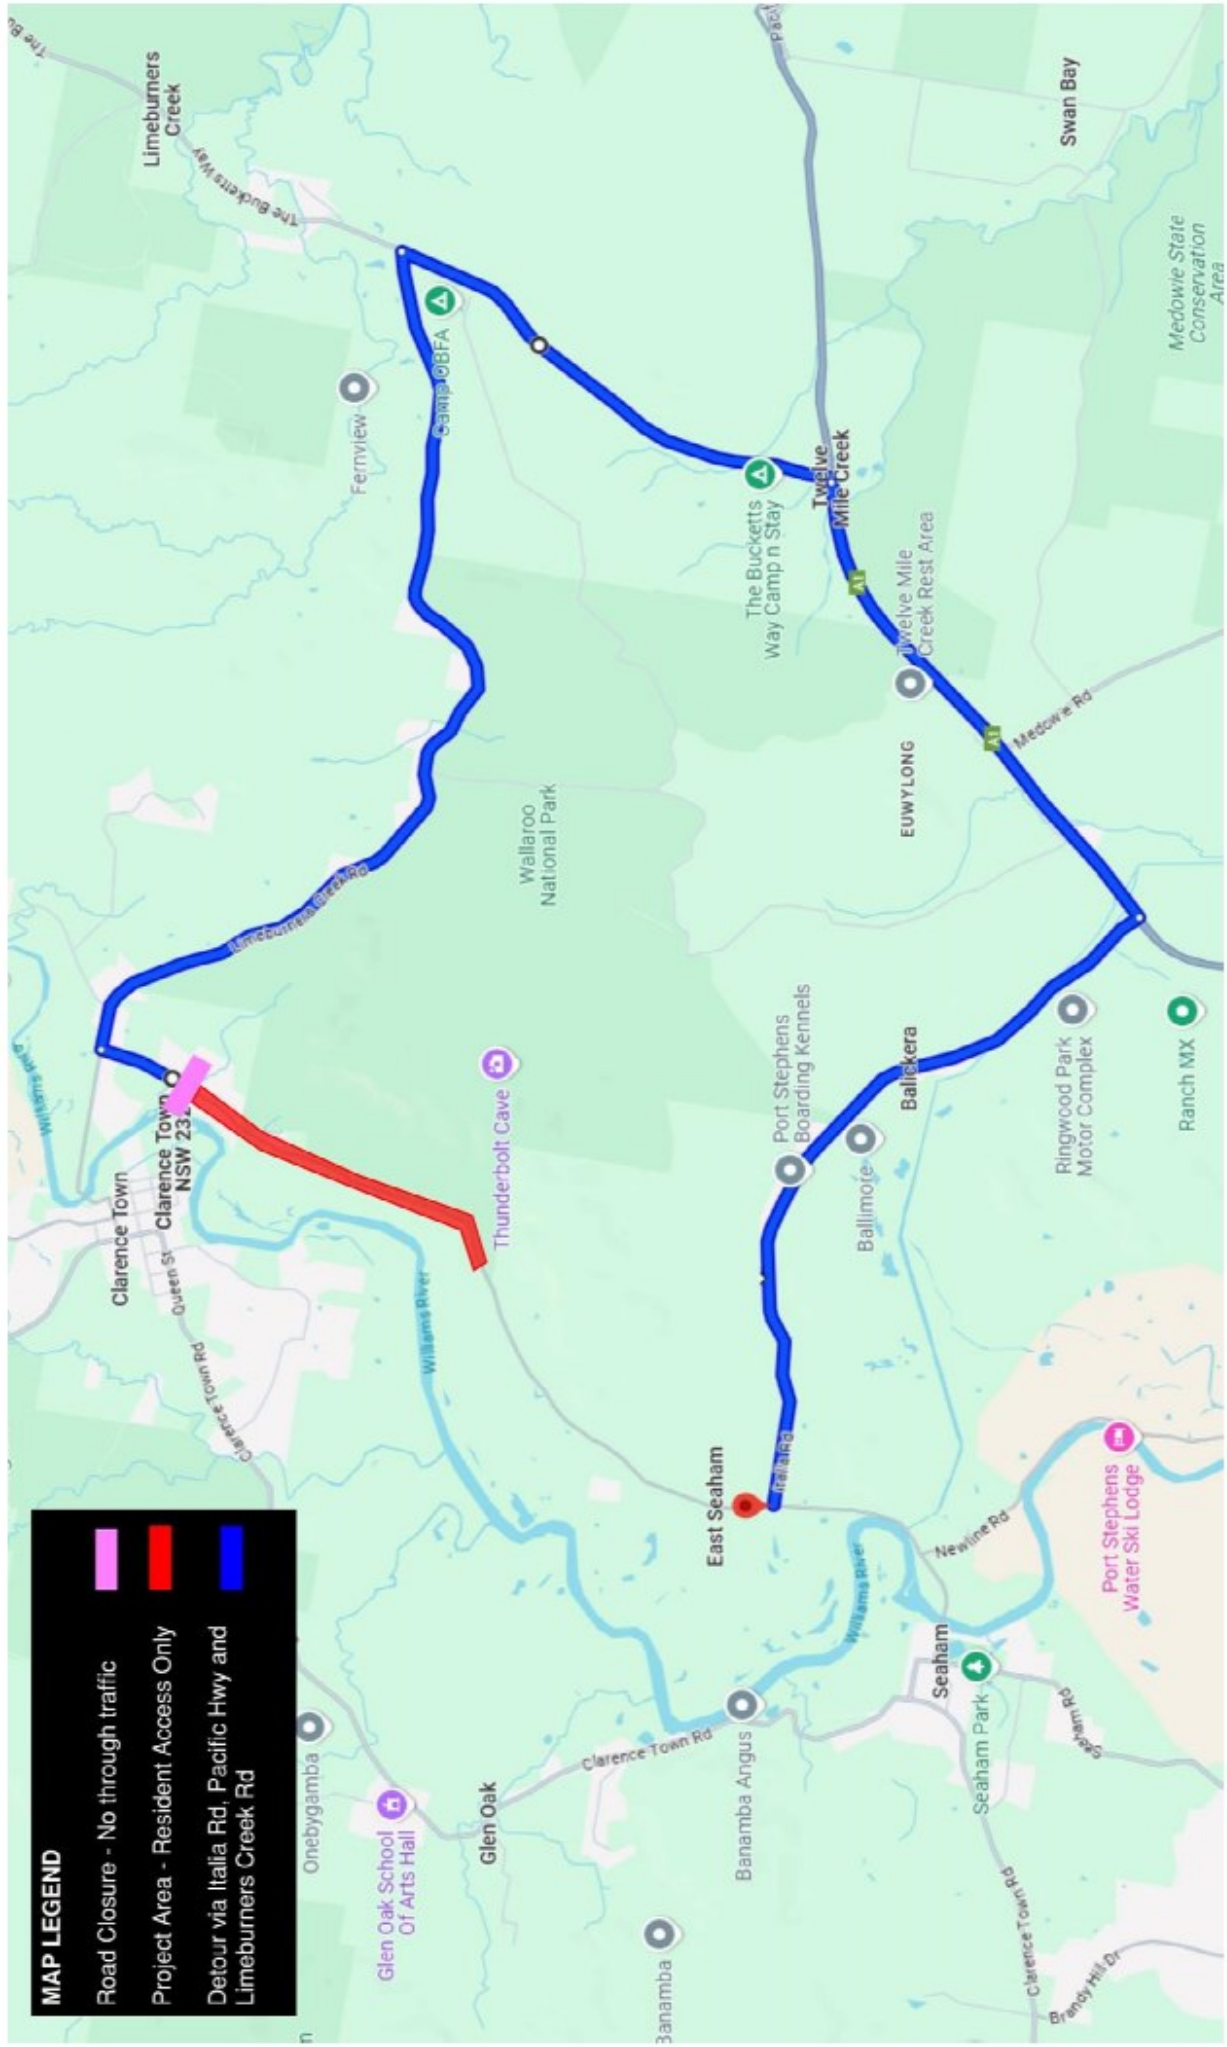 MAP LEGEND
Road Closure - No through traffic
Project Area - Resident Access Only
Detour via Italia Rd, Pacific Hwy and
Limeburners Creek Rd
Limeburners
Creek
The Bucketts Way
Williams River
Clarence Town
Clarence Town
Queen St
Clarence Town Rd
Limeburners Creek Rd
Fernview
Camp OBFA
Onebygamba
Glen Oak School
Of Arts Hall
Glen Oak
Williams River
Thunderbolt Cave
Wallaroo
National Park
Clarence Town Rd
Banamba
Banamba Angus
East Seaham
Italia Rd
Port Stephens
Boarding Kennels
The Bucketts
Way Camp n Stay
Twelve
Mile Creek
A1
Twelve Mile
Creek Rest Area
Williams River
Ballimore
Balickera
EUWYLONG
A1
Medowie Rd
Seaham
Newline Rd
Seaham Park
Seaham Rd
Clarence Town Rd
Brandy Hill Dr
Port Stephens
Water Ski Lodge
Ringwood Park
Motor Complex
Ranch MX
Swan Bay
Medowie State
Conservation
Area